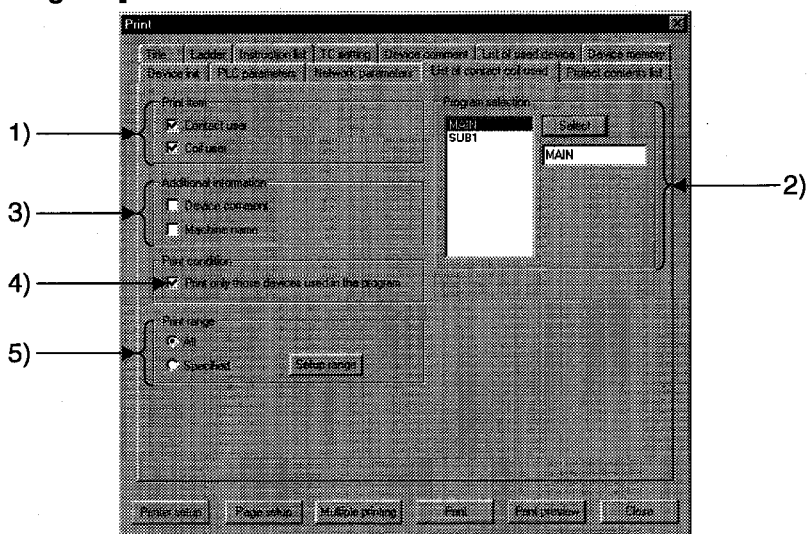 Print
Title Ladder Instruction list TC setting Device comment List of used device Device memory
Device init PLC parameters Network parameters List of contact coil used Project contents list
Print item
Program selection
1)
Contact user
Coil user
MAIN
SUB1
Select
MAIN
2)
Additional information
3)
Device comment
Machine name
Print condition
4)
Print only those devices used in the program
Print range
5)
All
Specified
Setup range
Printer setup Page setup Multiple printing Print Print preview Close